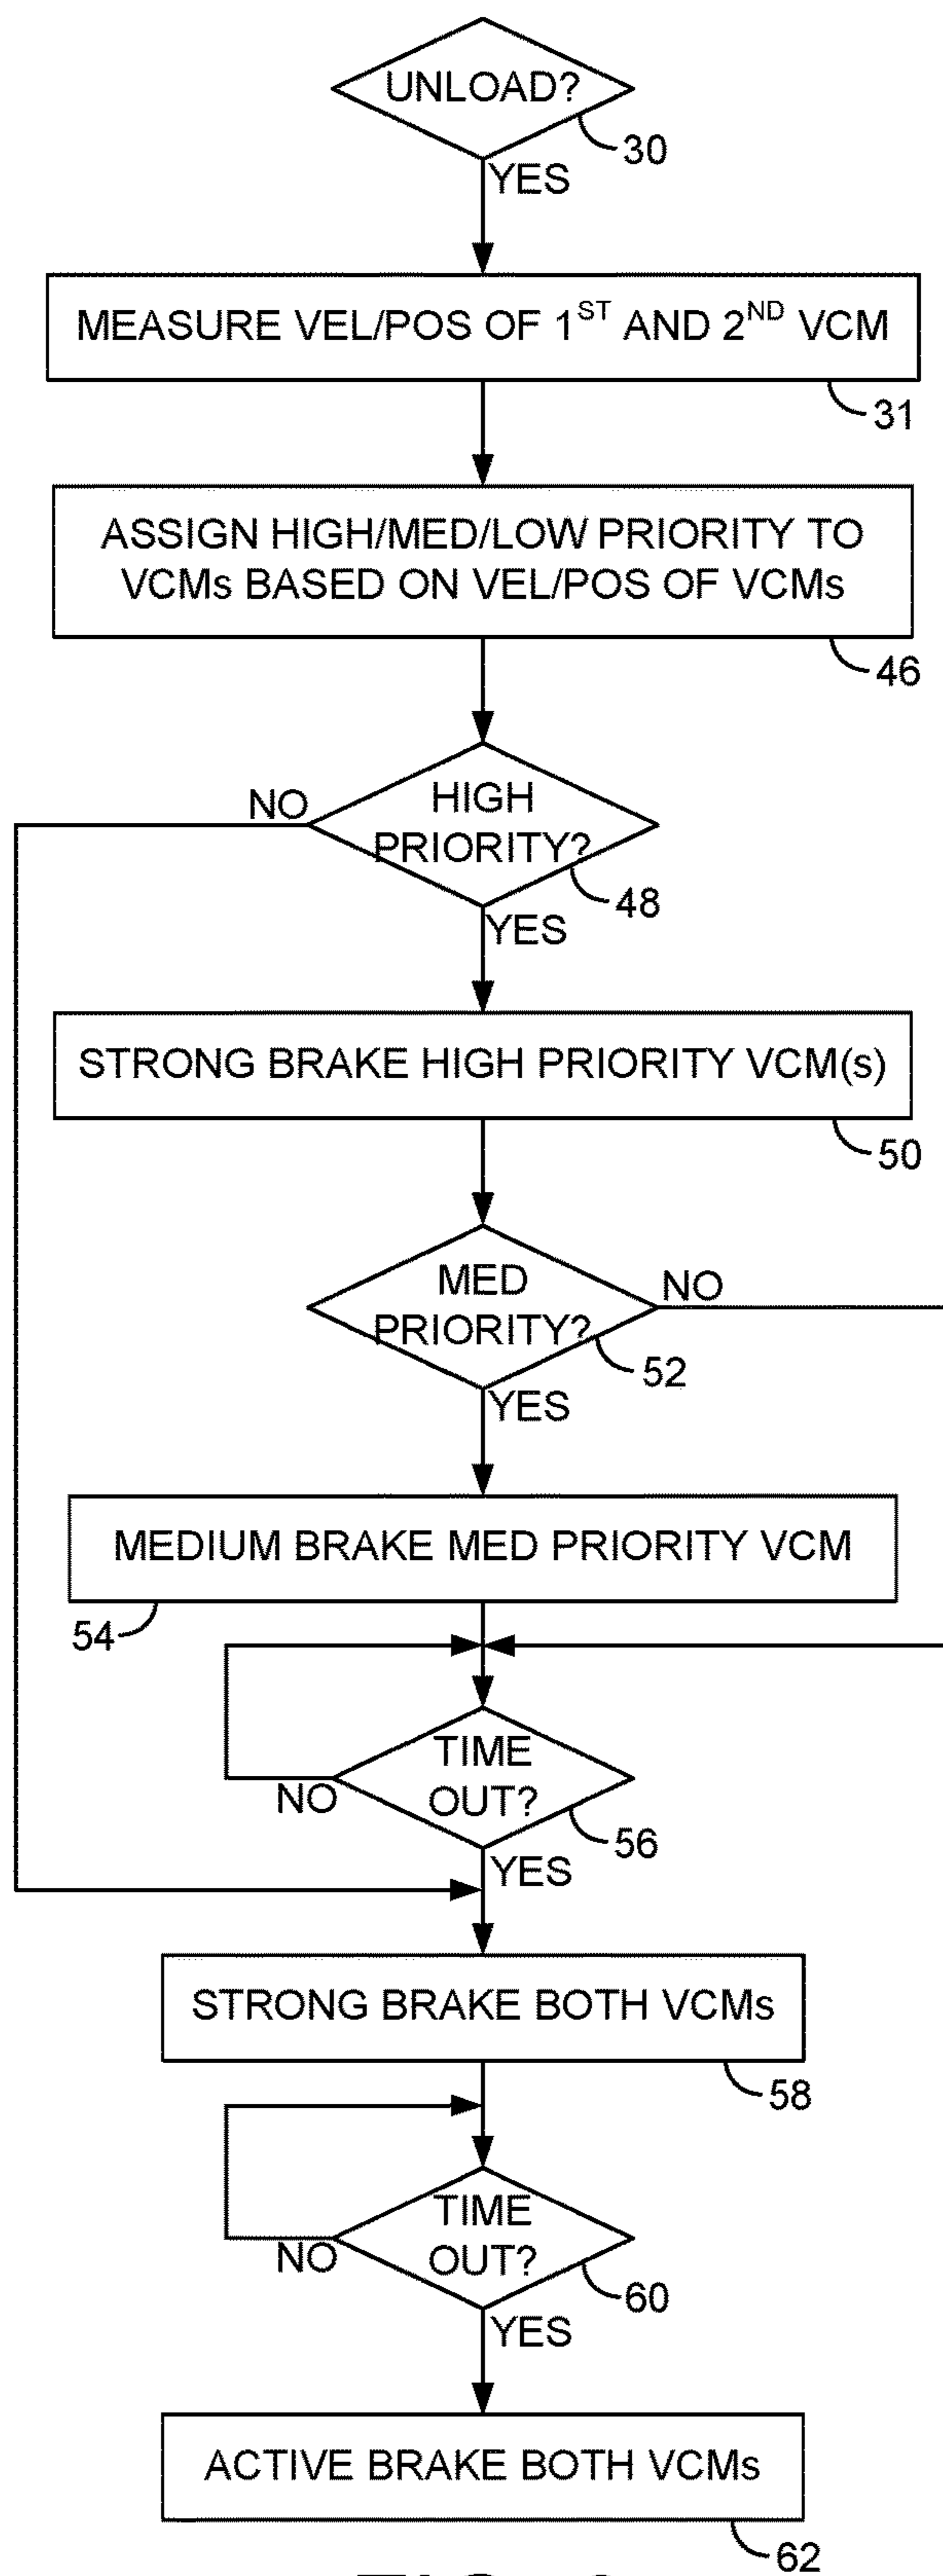 UNLOAD?
30
YES
MEASURE VEL/POS OF 1ST AND 2ND VCM
31
ASSIGN HIGH/MED/LOW PRIORITY TO
VCMs BASED ON VEL/POS OF VCMs
46
NO
HIGH
PRIORITY?
48
YES
STRONG BRAKE HIGH PRIORITY VCM(s)
50
MED
PRIORITY?
NO
52
YES
MEDIUM BRAKE MED PRIORITY VCM
54
TIME
OUT?
NO
56
YES
STRONG BRAKE BOTH VCMs
58
TIME
OUT?
NO
60
YES
ACTIVE BRAKE BOTH VCMs
62